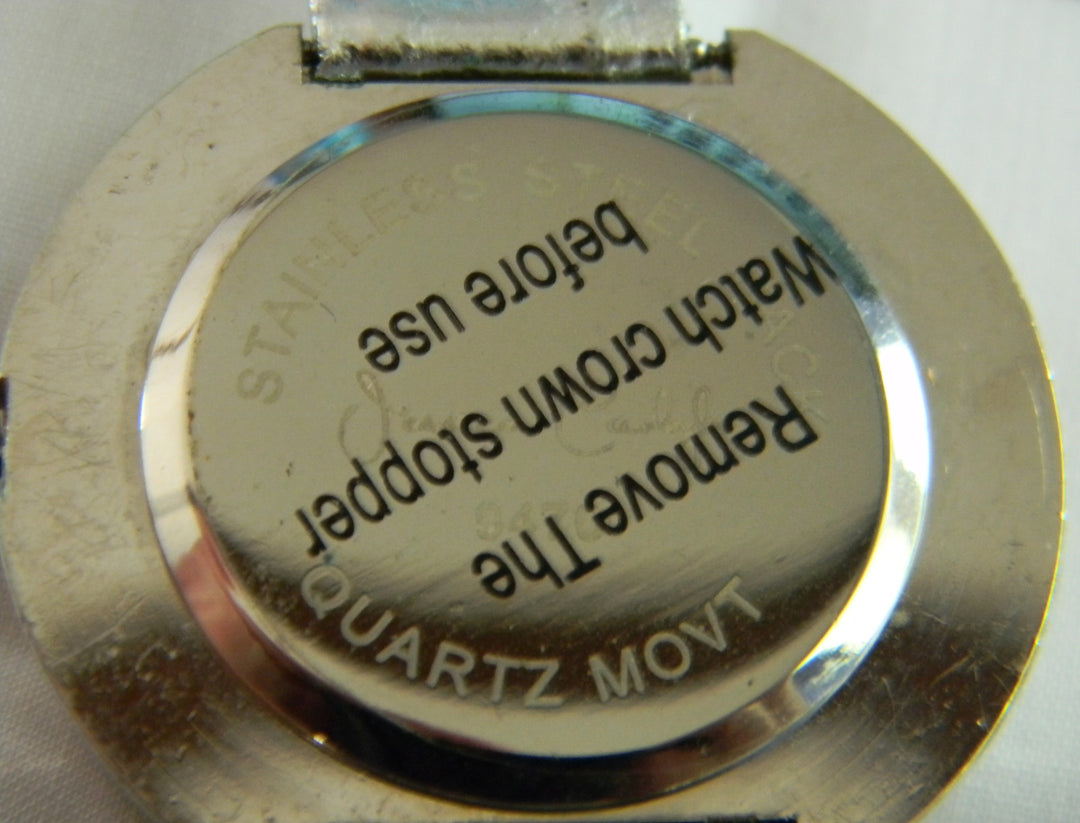 STAINLESS STEEL
Remove The
Watch crown stopper
before use
QUARTZ MOVT